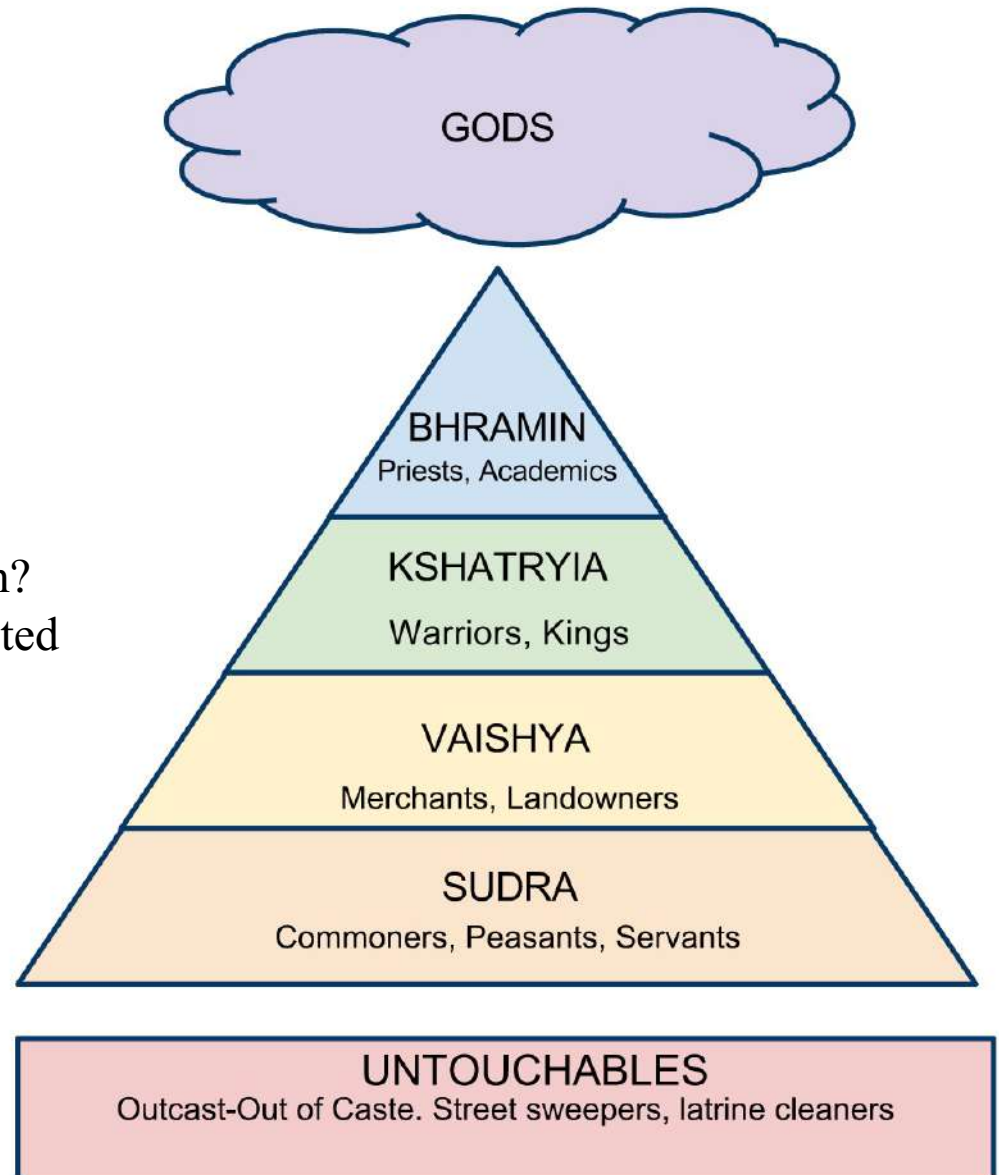 GODS
BHRAMIN
Priests, Academics
KSHATRYIA
Warriors, Kings
VAISHYA
Merchants, Landowners
SUDRA
Commoners, Peasants, Servants
UNTOUCHABLES
Outcast-Out of Caste. Street sweepers, latrine cleaners